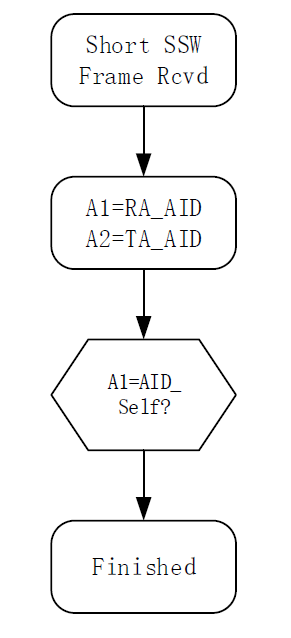 Short SSW
Frame Rcvd
A1=RA_AID
A2=TA_AID
A1=AID_
Self?
Finished